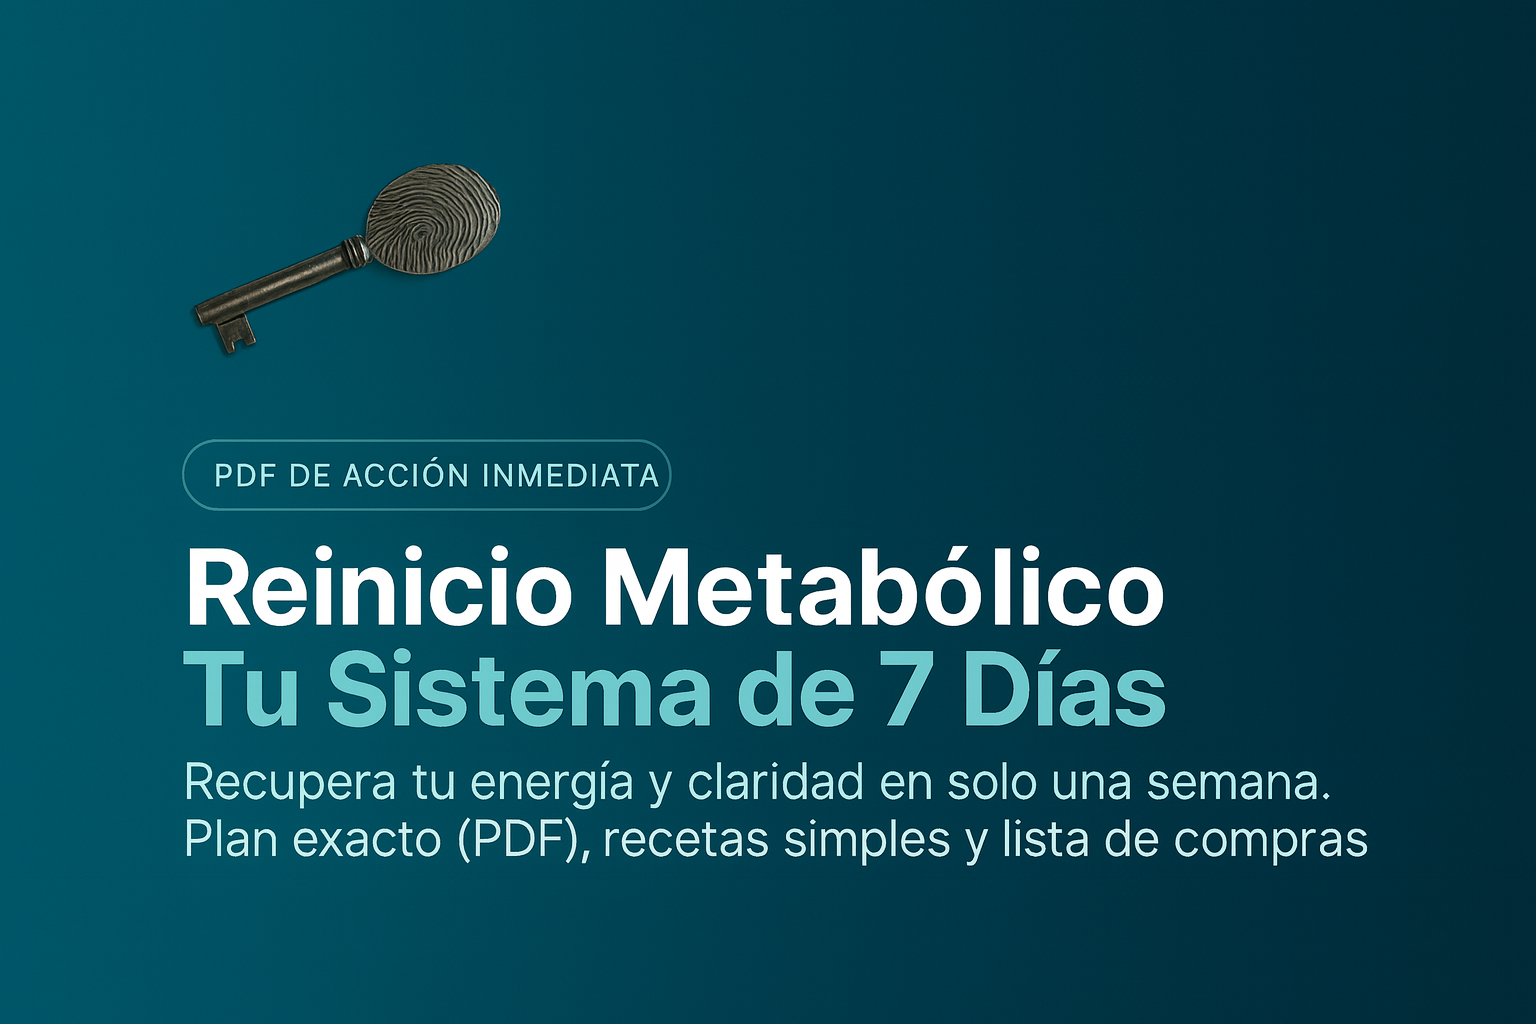 PDF DE ACCIÓN INMEDIATA
Reinicio Metabólico
Tu Sistema de 7 Días
Recupera tu energía y claridad en solo una semana.
Plan exacto (PDF), recetas simples y lista de compras